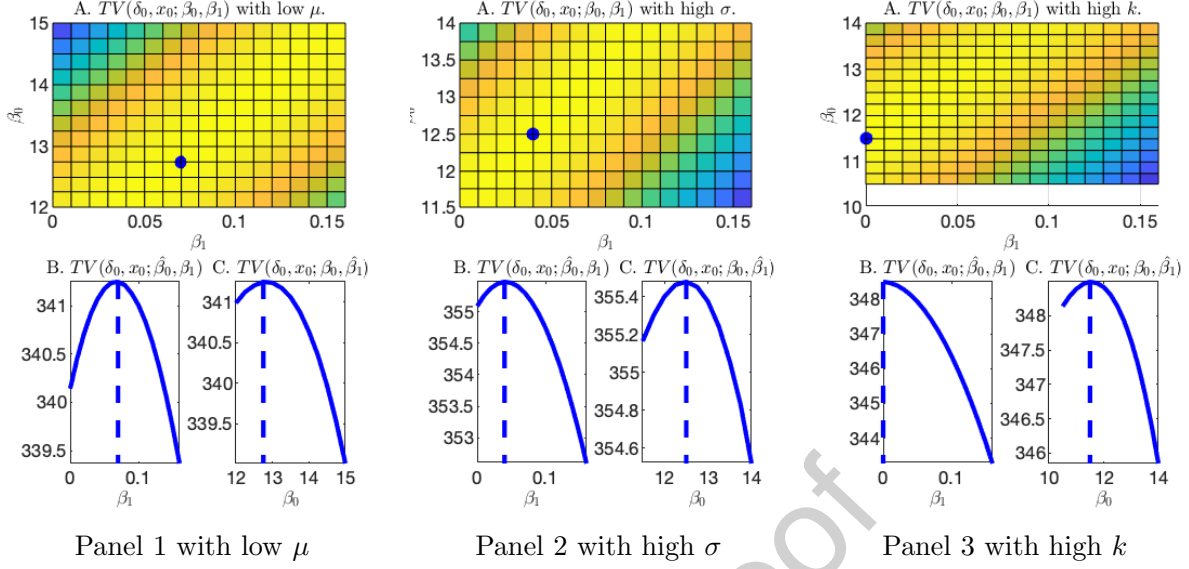 A. TV(δ₀, x₀; β₀, β₁) with low μ.
15
14
13
12
β₀
0
0.05
0.1
0.15
β₁
B. TV(δ₀, x₀; β̂₀, β₁)
341
340.5
340
339.5
0
0.1
β₁
C. TV(δ₀, x₀; β₀, β̂₁)
341
340.5
340
339.5
12
13
14
15
β₀
Panel 1 with low μ
A. TV(δ₀, x₀; β₀, β₁) with high σ.
14
13.5
13
12.5
12
11.5
0
0.05
0.1
0.15
β₁
B. TV(δ₀, x₀; β̂₀, β₁)
355
354.5
354
353.5
353
0
0.1
β₁
C. TV(δ₀, x₀; β₀, β̂₁)
355.4
355.2
355
354.8
354.6
12
13
14
β₀
Panel 2 with high σ
A. TV(δ₀, x₀; β₀, β₁) with high k.
14
13
12
11
10
β₀
0
0.05
0.1
0.15
β₁
B. TV(δ₀, x₀; β̂₀, β₁)
348
347
346
345
344
0
0.1
β₁
C. TV(δ₀, x₀; β₀, β̂₁)
348
347.5
347
346.5
346
10
12
14
β₀
Panel 3 with high k
oof